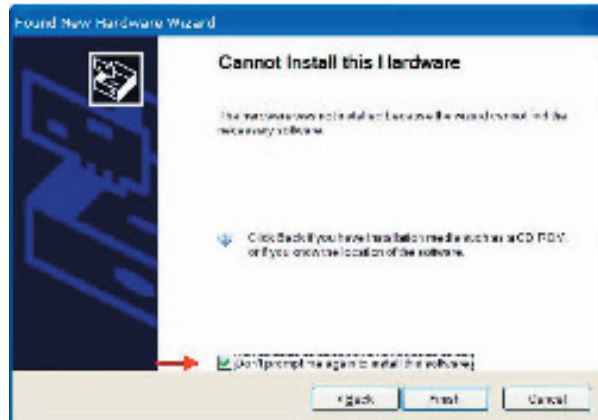 Found New Hardware Wizard
Cannot Install this Hardware
The hardware was not installed because the wizard cannot find the
necessary software.
Click Back if you have installation media such as a CD-ROM,
or if you know the location of the software.
Don't prompt me again to install this software
< Back
Finish
Cancel